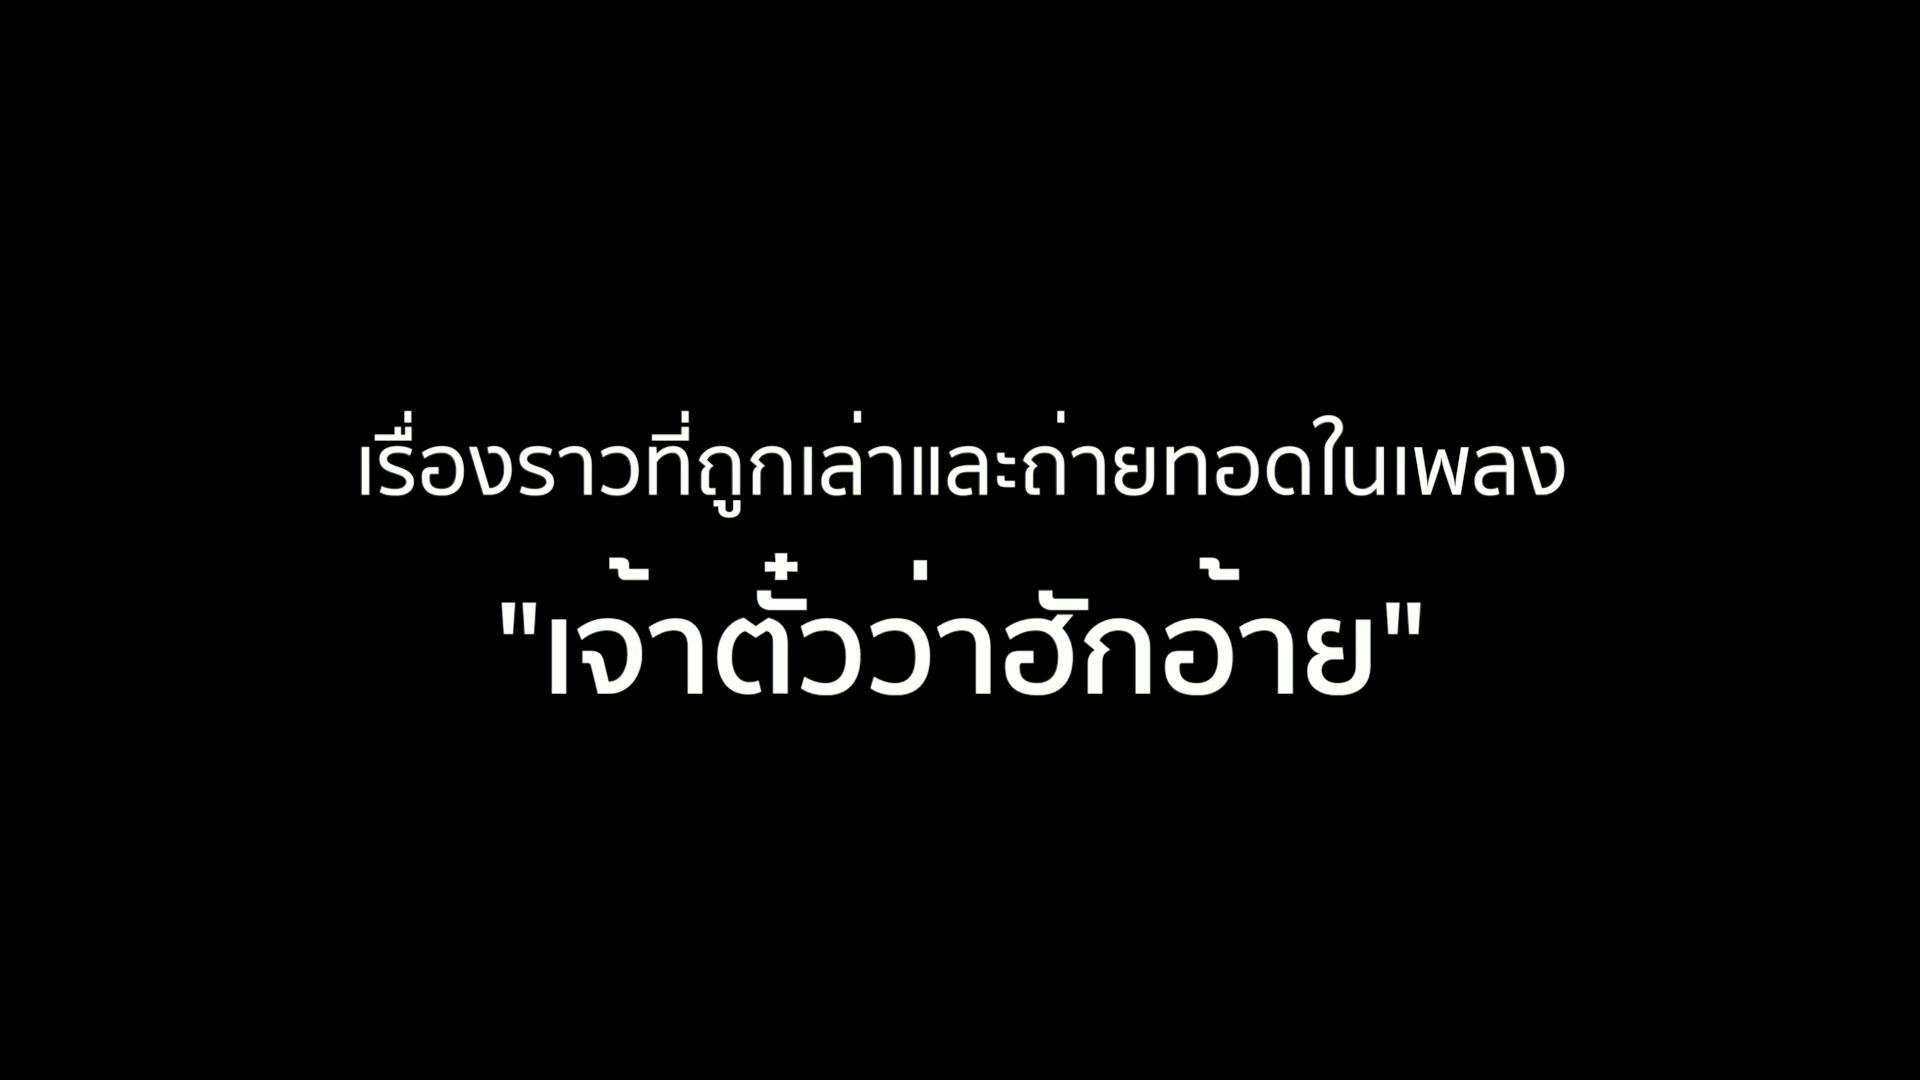 เรื่องราวที่ถูกเล่าและถ่ายทอดในเพลง
"เจ้าตั๋วว่าฮักอ้าย"